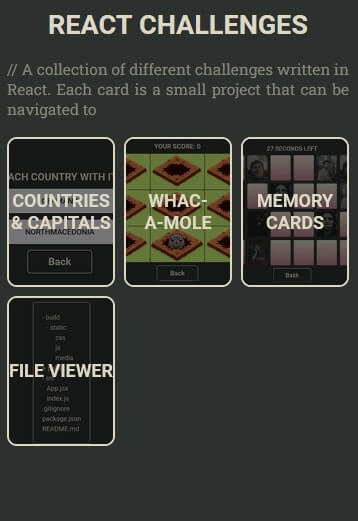 REACT CHALLENGES
// A collection of different challenges written in
React. Each card is a small project that can be
navigated to
ACH COUNTRY WITH IT
COUNTRIES
& CAPITALS
NORTHMACEDONIA
Back
YOUR SCORE: 0
WHAC-
A-MOLE
Back
27 SECONDS LEFT
MEMORY
CARDS
Back
- build
- static
css
js
media
FILE VIEWER
src
App.jsx
index.js
.gitignore
package.json
README.md